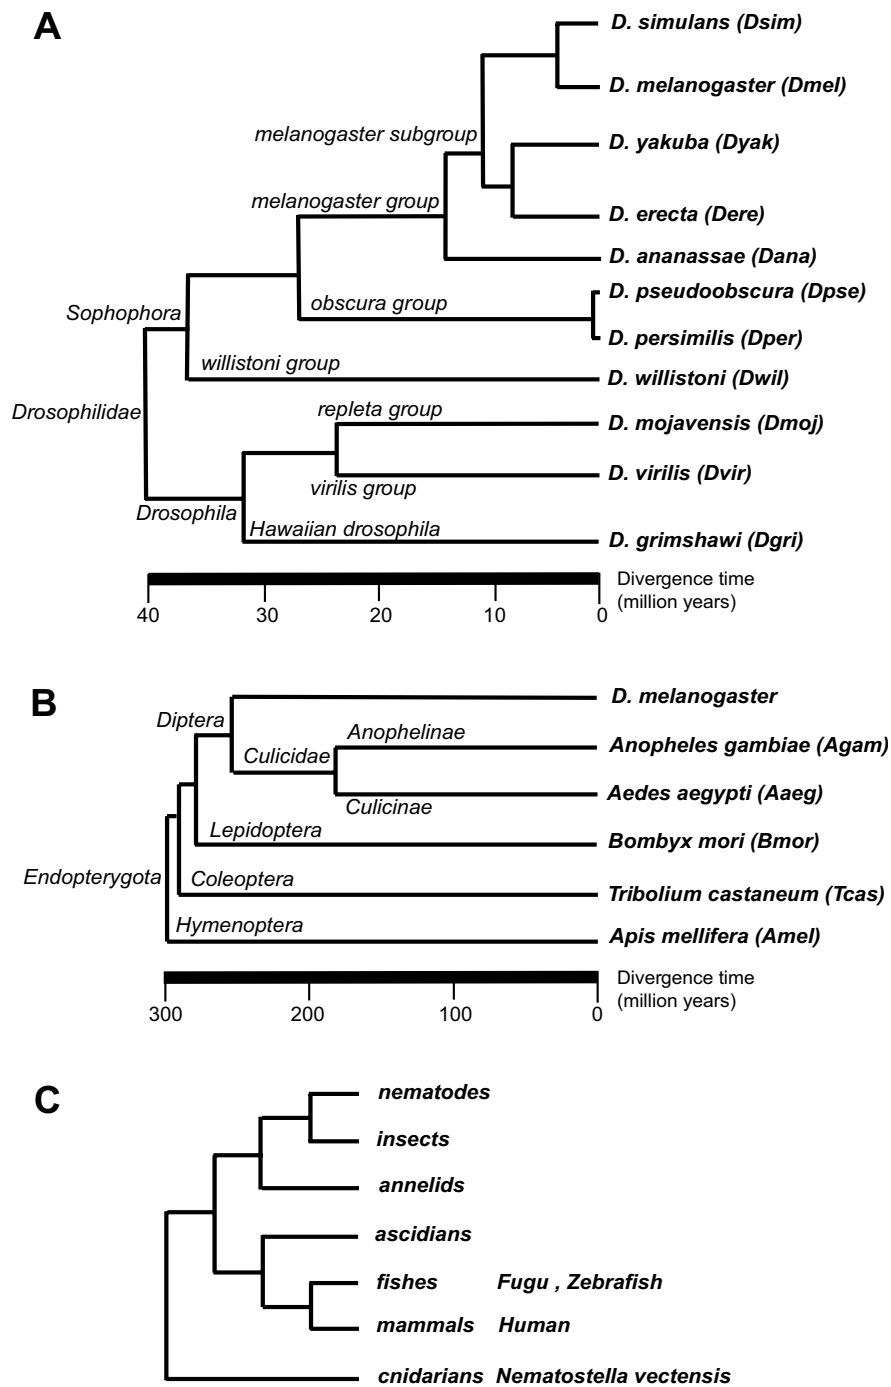 A
D. simulans (Dsim)
D. melanogaster (Dmel)
melanogaster subgroup
D. yakuba (Dyak)
melanogaster group
D. erecta (Dere)
D. ananassae (Dana)
D. pseudoobscura (Dpse)
obscura group
Sophophora
D. persimilis (Dper)
willistoni group
D. willistoni (Dwil)
Drosophilidae
repleta group
D. mojavensis (Dmoj)
D. virilis (Dvir)
virilis group
Drosophila
Hawaiian drosophila
D. grimshawi (Dgri)
Divergence time
(million years)
40 30 20 10 0
B
D. melanogaster
Diptera
Anophelinae
Anopheles gambiae (Agam)
Culicidae
Aedes aegypti (Aaeg)
Culicinae
Lepidoptera
Bombyx mori (Bmor)
Endopterygota
Coleoptera
Tribolium castaneum (Tcas)
Hymenoptera
Apis mellifera (Amel)
Divergence time
(million years)
300 200 100 0
C
nematodes
insects
annelids
ascidians
fishes Fugu , Zebrafish
mammals Human
cnidarians Nematostella vectensis